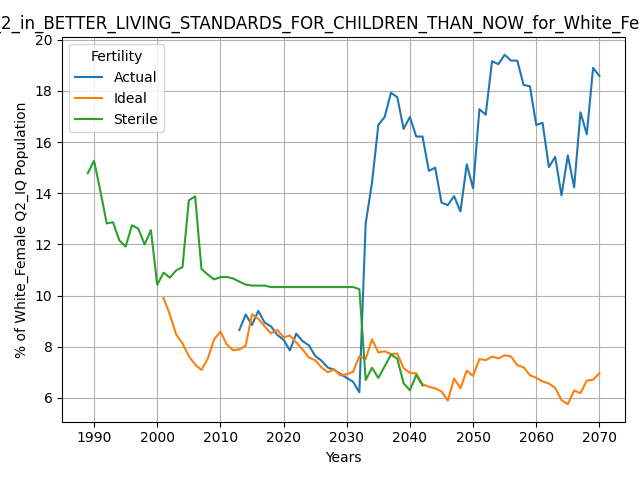 _2_in_BETTER_LIVING_STANDARDS_FOR_CHILDREN_THAN_NOW_for_White_Fe
Fertility
Actual
Ideal
Sterile
% of White_Female Q2_IQ Population
20
18
16
14
12
10
8
6
1990 2000 2010 2020 2030 2040 2050 2060 2070
Years